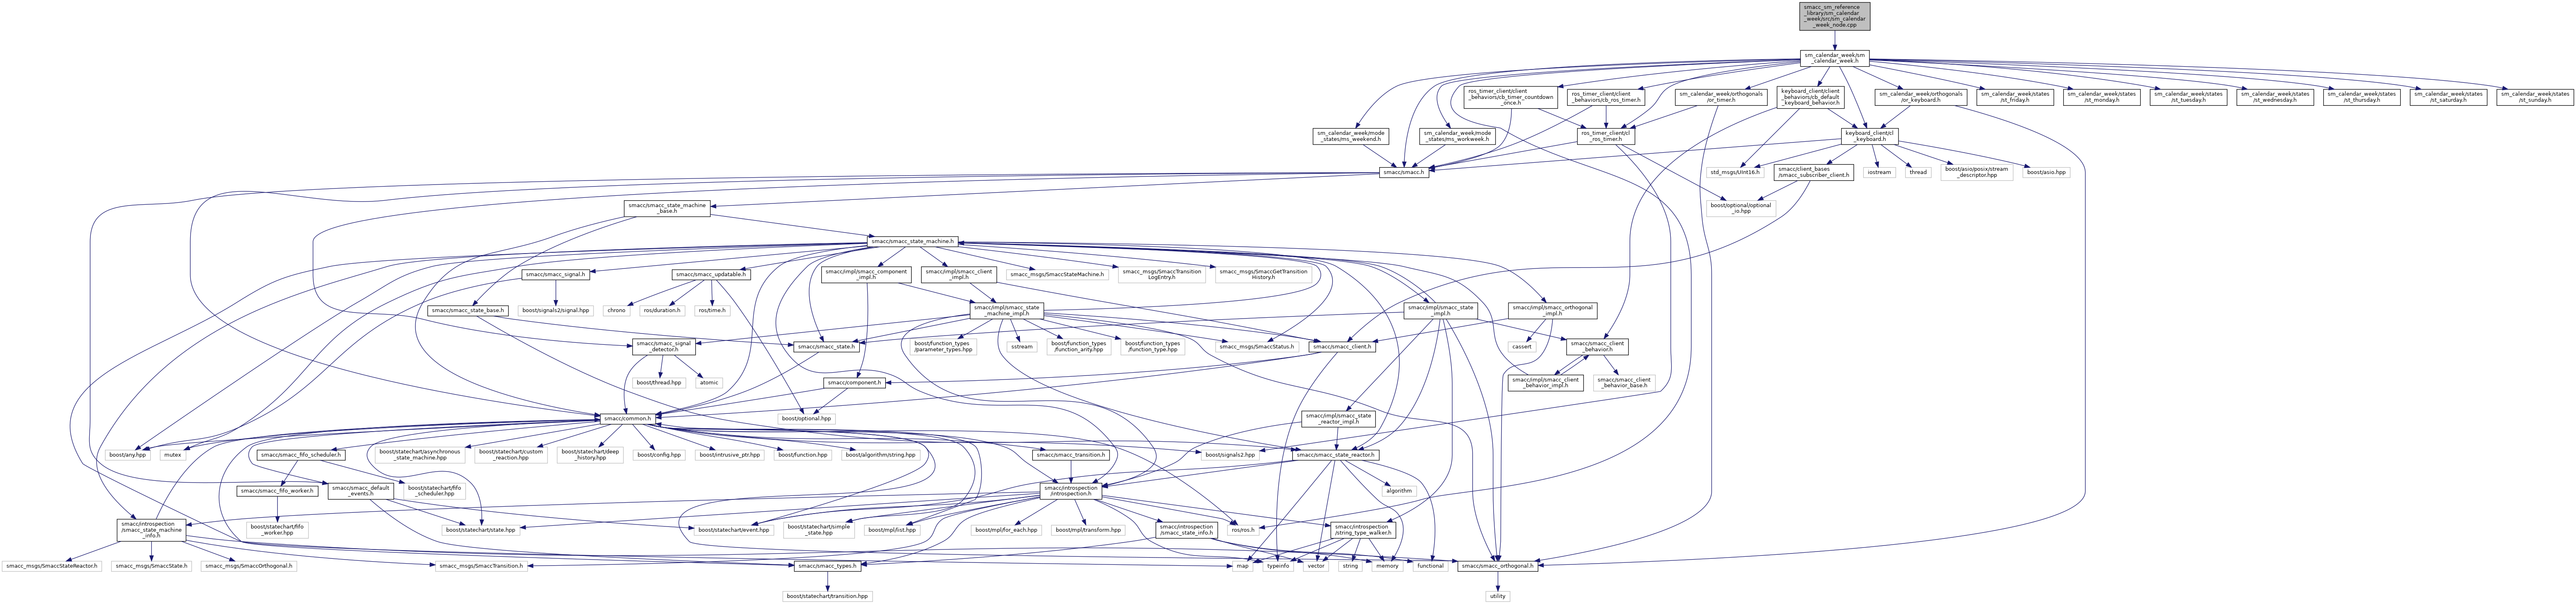 smacc_sm_reference
_library/sm_calendar
_week/src/sm_calendar
_week_node.cpp
sm_calendar_week/sm
_calendar_week.h
ros_timer_client/client
_behaviors/cb_timer_countdown
_once.h
ros_timer_client/client
_behaviors/cb_ros_timer.h
sm_calendar_week/orthogonals
/or_timer.h
keyboard_client/client
_behaviors/cb_default
_keyboard_behavior.h
sm_calendar_week/orthogonals
/or_keyboard.h
sm_calendar_week/states
/st_friday.h
sm_calendar_week/states
/st_monday.h
sm_calendar_week/states
/st_tuesday.h
sm_calendar_week/states
/st_wednesday.h
sm_calendar_week/states
/st_thursday.h
sm_calendar_week/states
/st_saturday.h
sm_calendar_week/states
/st_sunday.h
sm_calendar_week/mode
_states/ms_weekend.h
sm_calendar_week/mode
_states/ms_workweek.h
ros_timer_client/cl
_ros_timer.h
keyboard_client/cl
_keyboard.h
smacc/smacc.h
std_msgs/UInt16.h
smacc/client_bases
/smacc_subscriber_client.h
iostream
thread
boost/asio/posix/stream
_descriptor.hpp
boost/asio.hpp
smacc/smacc_state_machine
_base.h
boost/optional/optional
_io.hpp
smacc/smacc_state_machine.h
smacc/smacc_signal.h
smacc/smacc_updatable.h
smacc/impl/smacc_component
_impl.h
smacc/impl/smacc_client
_impl.h
smacc_msgs/SmaccStateMachine.h
smacc_msgs/SmaccTransition
LogEntry.h
smacc_msgs/SmaccGetTransition
History.h
smacc/smacc_state_base.h
boost/signals2/signal.hpp
chrono
ros/duration.h
ros/time.h
smacc/impl/smacc_state
_machine_impl.h
smacc/impl/smacc_state
_impl.h
smacc/impl/smacc_orthogonal
_impl.h
smacc/smacc_signal
_detector.h
smacc/smacc_state.h
boost/function_types
/parameter_types.hpp
sstream
boost/function_types
/function_arity.hpp
boost/function_types
/function_type.hpp
smacc_msgs/SmaccStatus.h
smacc/smacc_client.h
cassert
smacc/smacc_client
_behavior.h
boost/thread.hpp
atomic
smacc/component.h
smacc/impl/smacc_client
_behavior_impl.h
smacc/smacc_client
_behavior_base.h
smacc/common.h
boost/optional.hpp
smacc/impl/smacc_state
_reactor_impl.h
boost/any.hpp
mutex
smacc/smacc_fifo_scheduler.h
boost/statechart/asynchronous
_state_machine.hpp
boost/statechart/custom
_reaction.hpp
boost/statechart/deep
_history.hpp
boost/config.hpp
boost/intrusive_ptr.hpp
boost/function.hpp
boost/algorithm/string.hpp
smacc/smacc_transition.h
boost/signals2.hpp
smacc/smacc_state_reactor.h
smacc/smacc_fifo_worker.h
smacc/smacc_default
_events.h
boost/statechart/fifo
_scheduler.hpp
smacc/introspection
/introspection.h
algorithm
smacc/introspection
/smacc_state_machine
_info.h
boost/statechart/fifo
_worker.hpp
boost/statechart/state.hpp
boost/statechart/event.hpp
boost/statechart/simple
_state.hpp
boost/mpl/list.hpp
boost/mpl/for_each.hpp
boost/mpl/transform.hpp
smacc/introspection
/smacc_state_info.h
ros/ros.h
smacc/introspection
/string_type_walker.h
smacc_msgs/SmaccStateReactor.h
smacc_msgs/SmaccState.h
smacc_msgs/SmaccOrthogonal.h
smacc_msgs/SmaccTransition.h
smacc/smacc_types.h
map
typeinfo
vector
string
memory
functional
smacc/smacc_orthogonal.h
boost/statechart/transition.hpp
utility